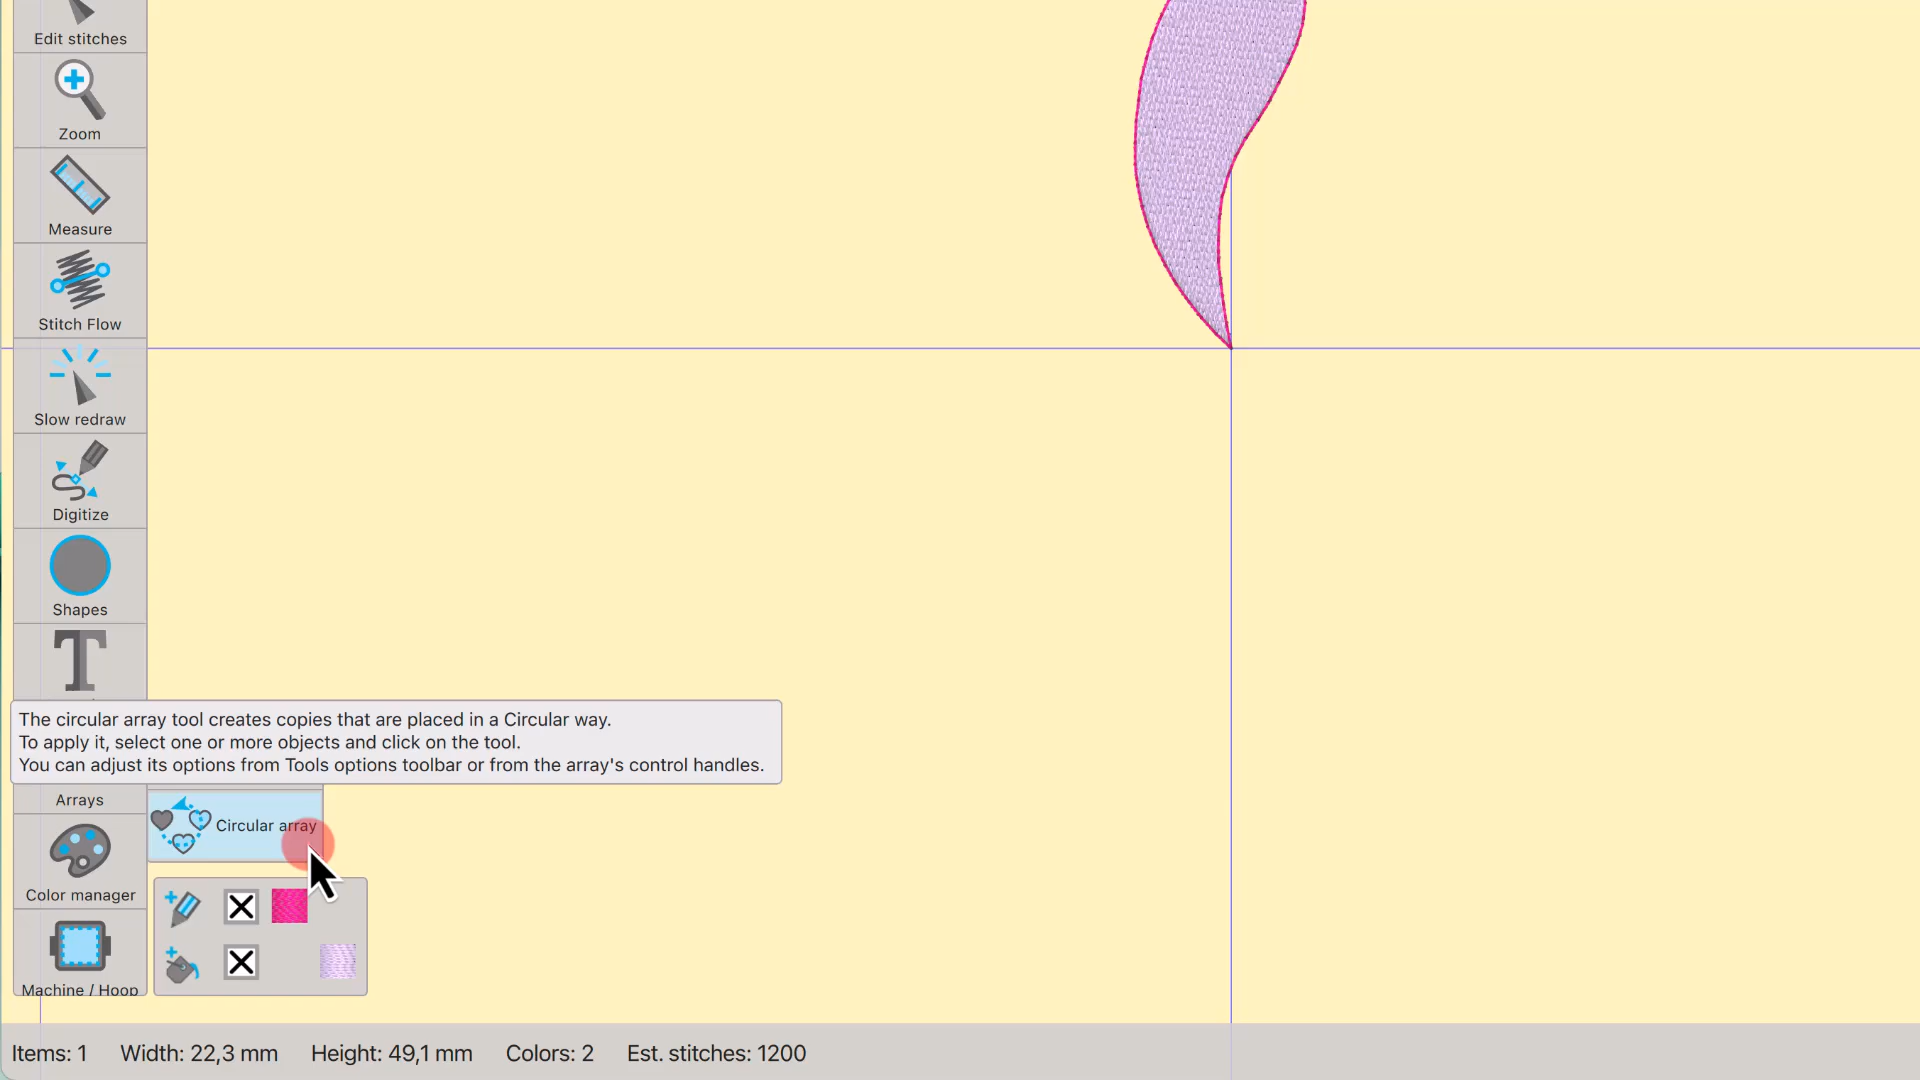 Edit stitches
Zoom
Measure
Stitch Flow
Slow redraw
Digitize
Shapes
The circular array tool creates copies that are placed in a Circular way.
To apply it, select one or more objects and click on the tool.
You can adjust its options from Tools options toolbar or from the array's control handles.
Arrays
Circular array
Color manager
Machine / Hoop
Items: 1 Width: 22,3 mm Height: 49,1 mm Colors: 2 Est. stitches: 1200